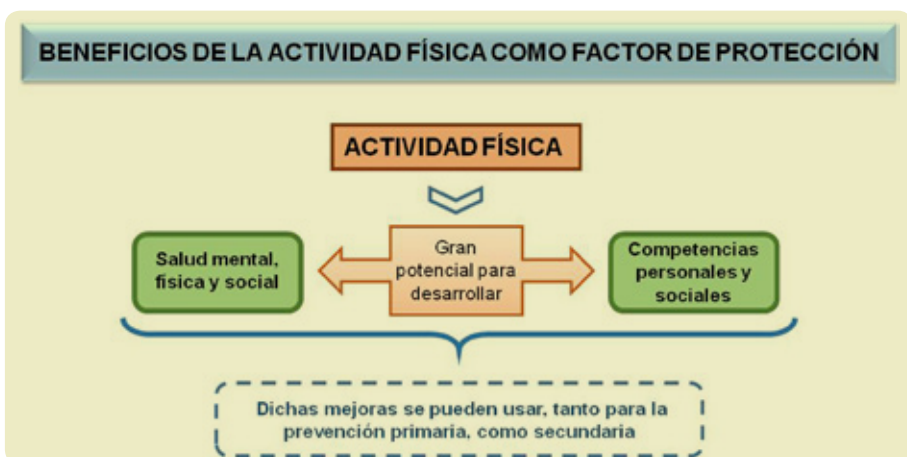 BENEFICIOS DE LA ACTIVIDAD FÍSICA COMO FACTOR DE PROTECCIÓN
ACTIVIDAD FÍSICA
Salud mental,
física y social
Gran
potencial para
desarrollar
Competencias
personales y
sociales
Dichas mejoras se pueden usar, tanto para la
prevención primaria, como secundaria